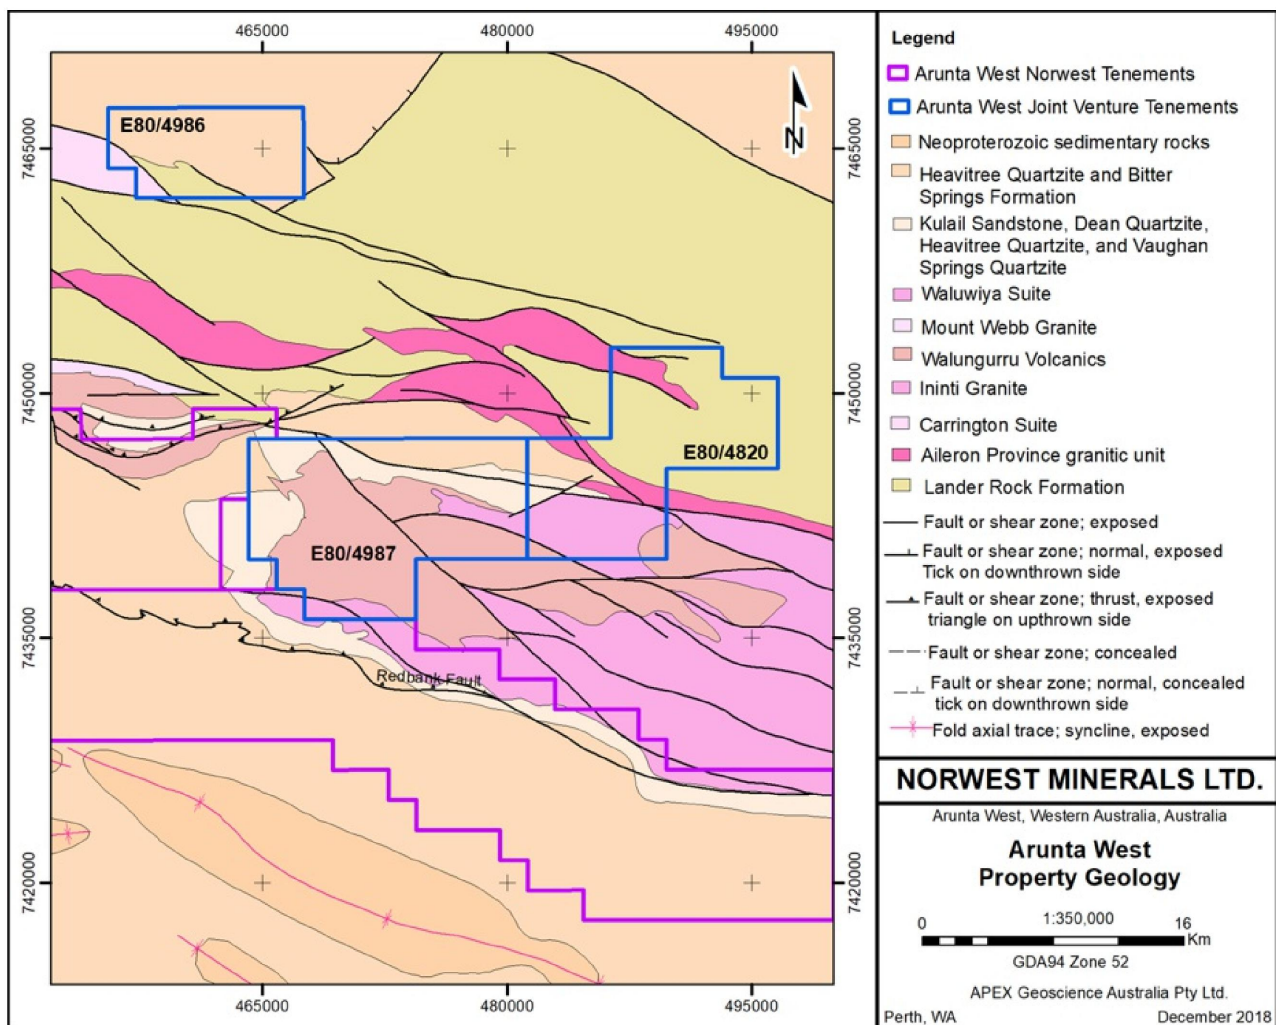 465000
480000
495000
7465000
7465000
7450000
7450000
7435000
7435000
7420000
7420000
E80/4986
N
E80/4820
E80/4987
Redbank Fault
465000
480000
495000
Legend
Arunta West Norwest Tenements
Arunta West Joint Venture Tenements
Neoproterozoic sedimentary rocks
Heavitree Quartzite and Bitter
Springs Formation
Kulail Sandstone, Dean Quartzite,
Heavitree Quartzite, and Vaughan
Springs Quartzite
Waluwiya Suite
Mount Webb Granite
Walungurru Volcanics
Ininti Granite
Carrington Suite
Aileron Province granitic unit
Lander Rock Formation
Fault or shear zone; exposed
Fault or shear zone; normal, exposed
Tick on downthrown side
Fault or shear zone; thrust, exposed
triangle on upthrown side
Fault or shear zone; concealed
Fault or shear zone; normal, concealed
tick on downthrown side
Fold axial trace; syncline, exposed
NORWEST MINERALS LTD.
Arunta West, Western Australia, Australia
Arunta West
Property Geology
0 1:350,000 16
Km
GDA94 Zone 52
APEX Geoscience Australia Pty Ltd.
Perth, WA December 2018